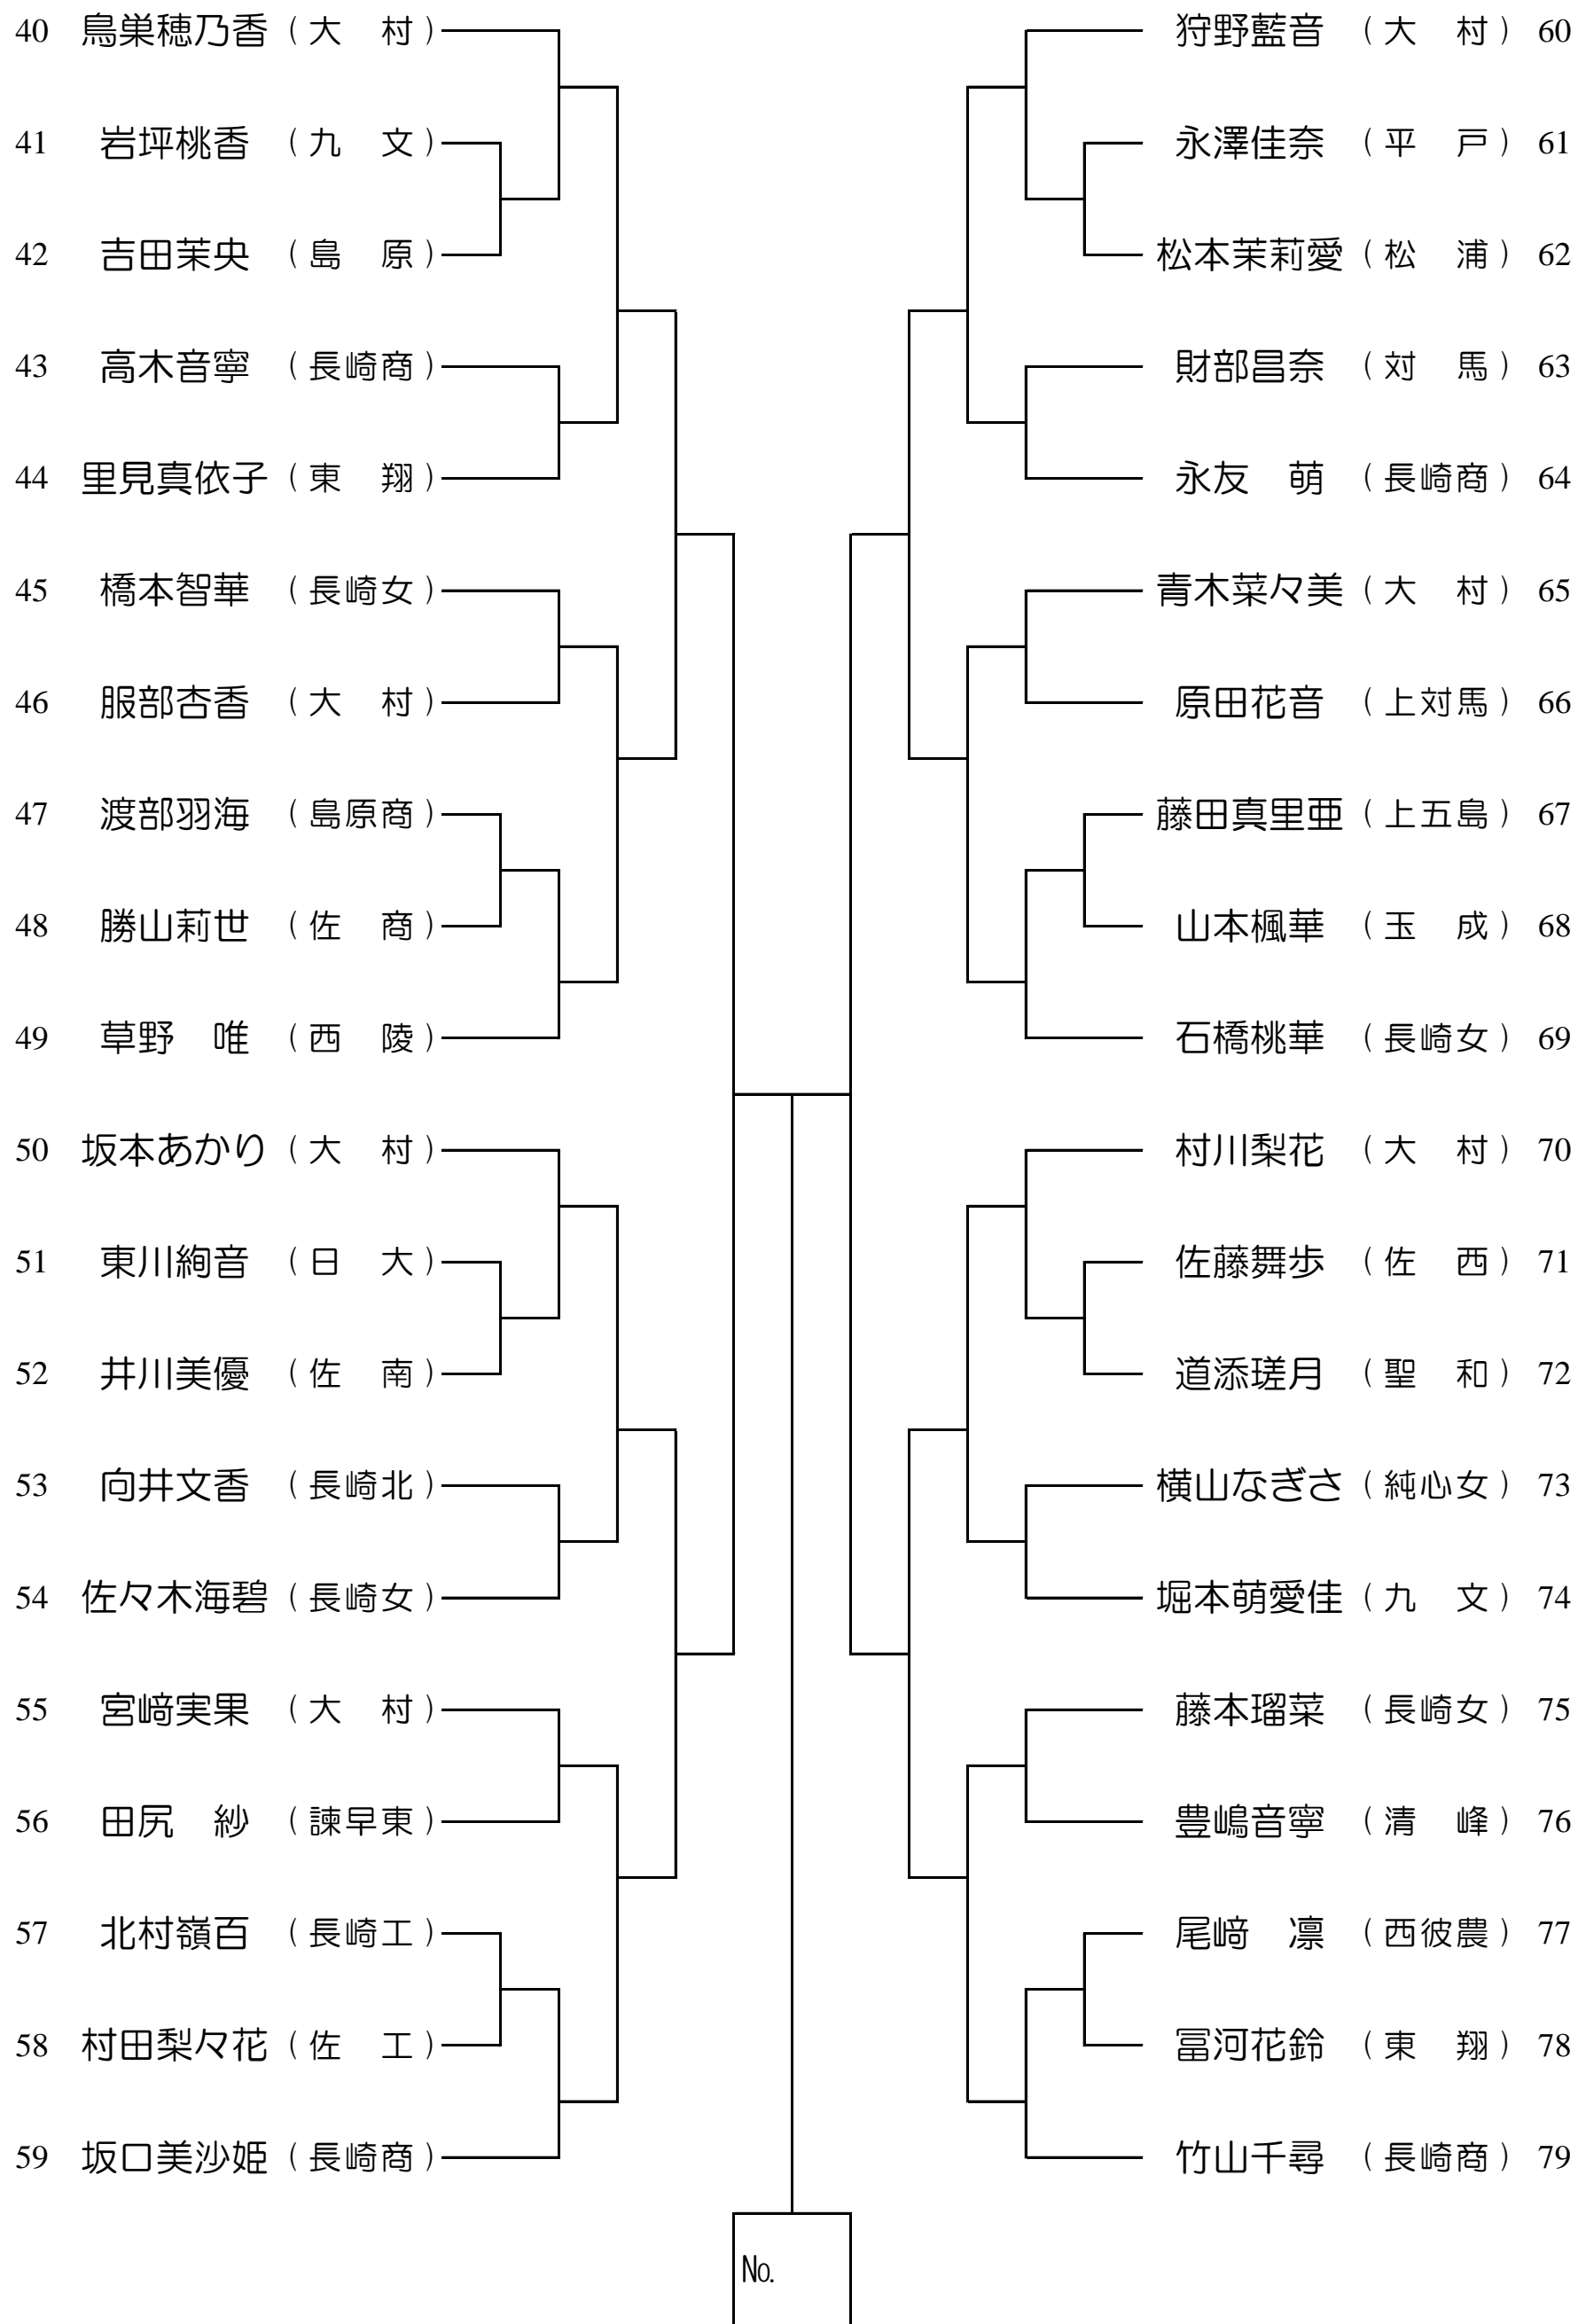 40 鳥巣穂乃香 （大　村） 狩野藍音 （大　村） 60
41 岩坪桃香 （九　文） 永澤佳奈 （平　戸） 61
42 吉田茉央 （島　原） 松本茉莉愛 （松　浦） 62
43 高木音寧 （長崎商） 財部昌奈 （対　馬） 63
44 里見真依子 （東　翔） 永友　萌 （長崎商） 64
45 橋本智華 （長崎女） 青木菜々美 （大　村） 65
46 服部杏香 （大　村） 原田花音 （上対馬） 66
47 渡部羽海 （島原商） 藤田真里亜 （上五島） 67
48 勝山莉世 （佐　商） 山本楓華 （玉　成） 68
49 草野　唯 （西　陵） 石橋桃華 （長崎女） 69
50 坂本あかり （大　村） 村川梨花 （大　村） 70
51 東川絢音 （日　大） 佐藤舞歩 （佐　西） 71
52 井川美優 （佐　南） 道添瑳月 （聖　和） 72
53 向井文香 （長崎北） 横山なぎさ （純心女） 73
54 佐々木海碧 （長崎女） 堀本萌愛佳 （九　文） 74
55 宮﨑実果 （大　村） 藤本瑠菜 （長崎女） 75
56 田尻　紗 （諫早東） 豊嶋音寧 （清　峰） 76
57 北村嶺百 （長崎工） 尾﨑　凛 （西彼農） 77
58 村田梨々花 （佐　工） 冨河花鈴 （東　翔） 78
59 坂口美沙姫 （長崎商） 竹山千尋 （長崎商） 79
No.